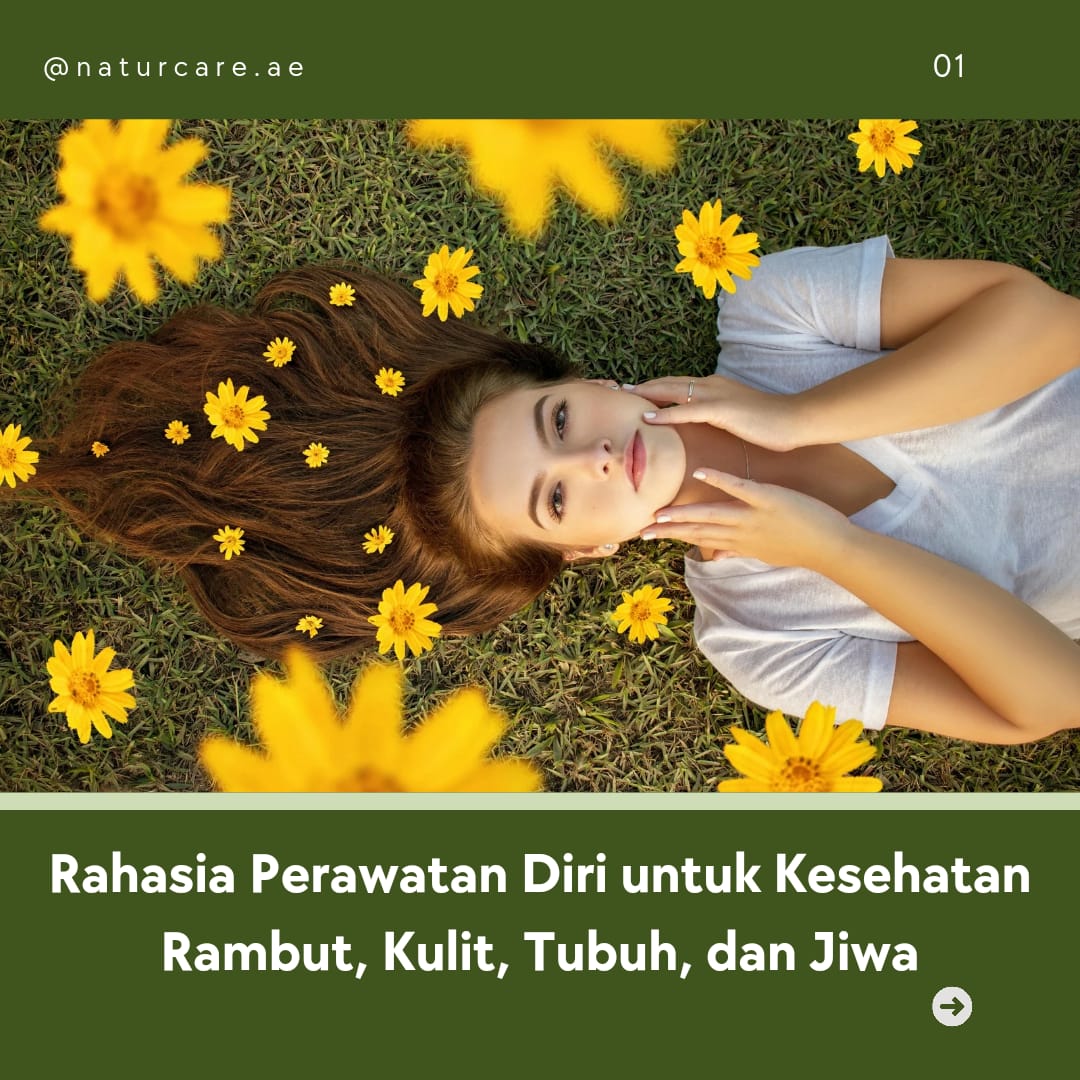 @naturcare.ae
01
Rahasia Perawatan Diri untuk Kesehatan
Rambut, Kulit, Tubuh, dan Jiwa